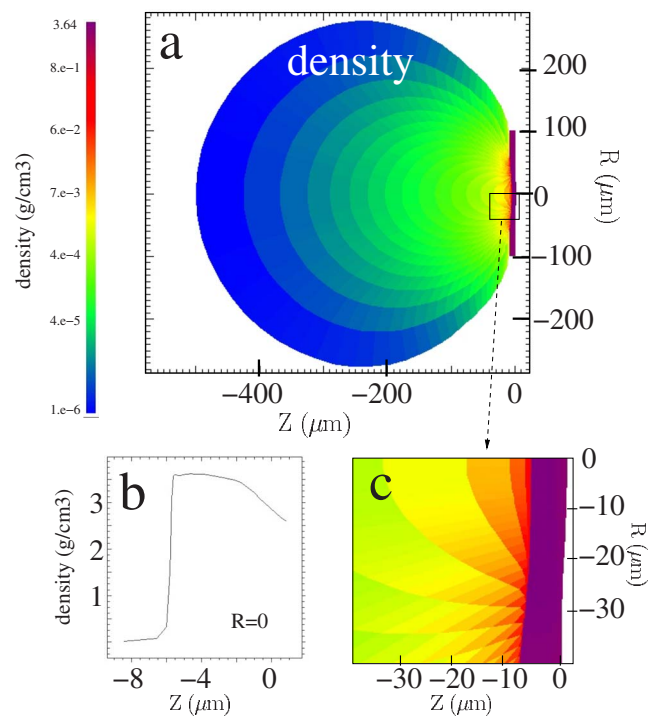 3.64
8.e-1
6.e-2
7.e-3
4.e-4
4.e-5
1.e-6
density (g/cm3)
a
density
200
100
0
−100
−200
R (μm)
−400
−200
0
Z (μm)
b
3
2
1
density (g/cm3)
R=0
−8
−4
0
Z (μm)
c
0
−10
−20
−30
R (μm)
−30
−20
−10
0
Z (μm)